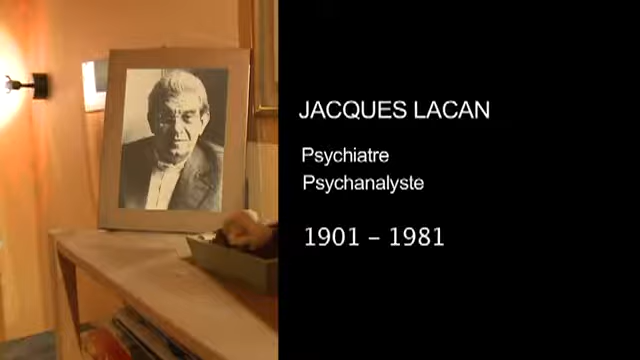 JACQUES LACAN
Psychiatre
Psychanalyste
1901 – 1981